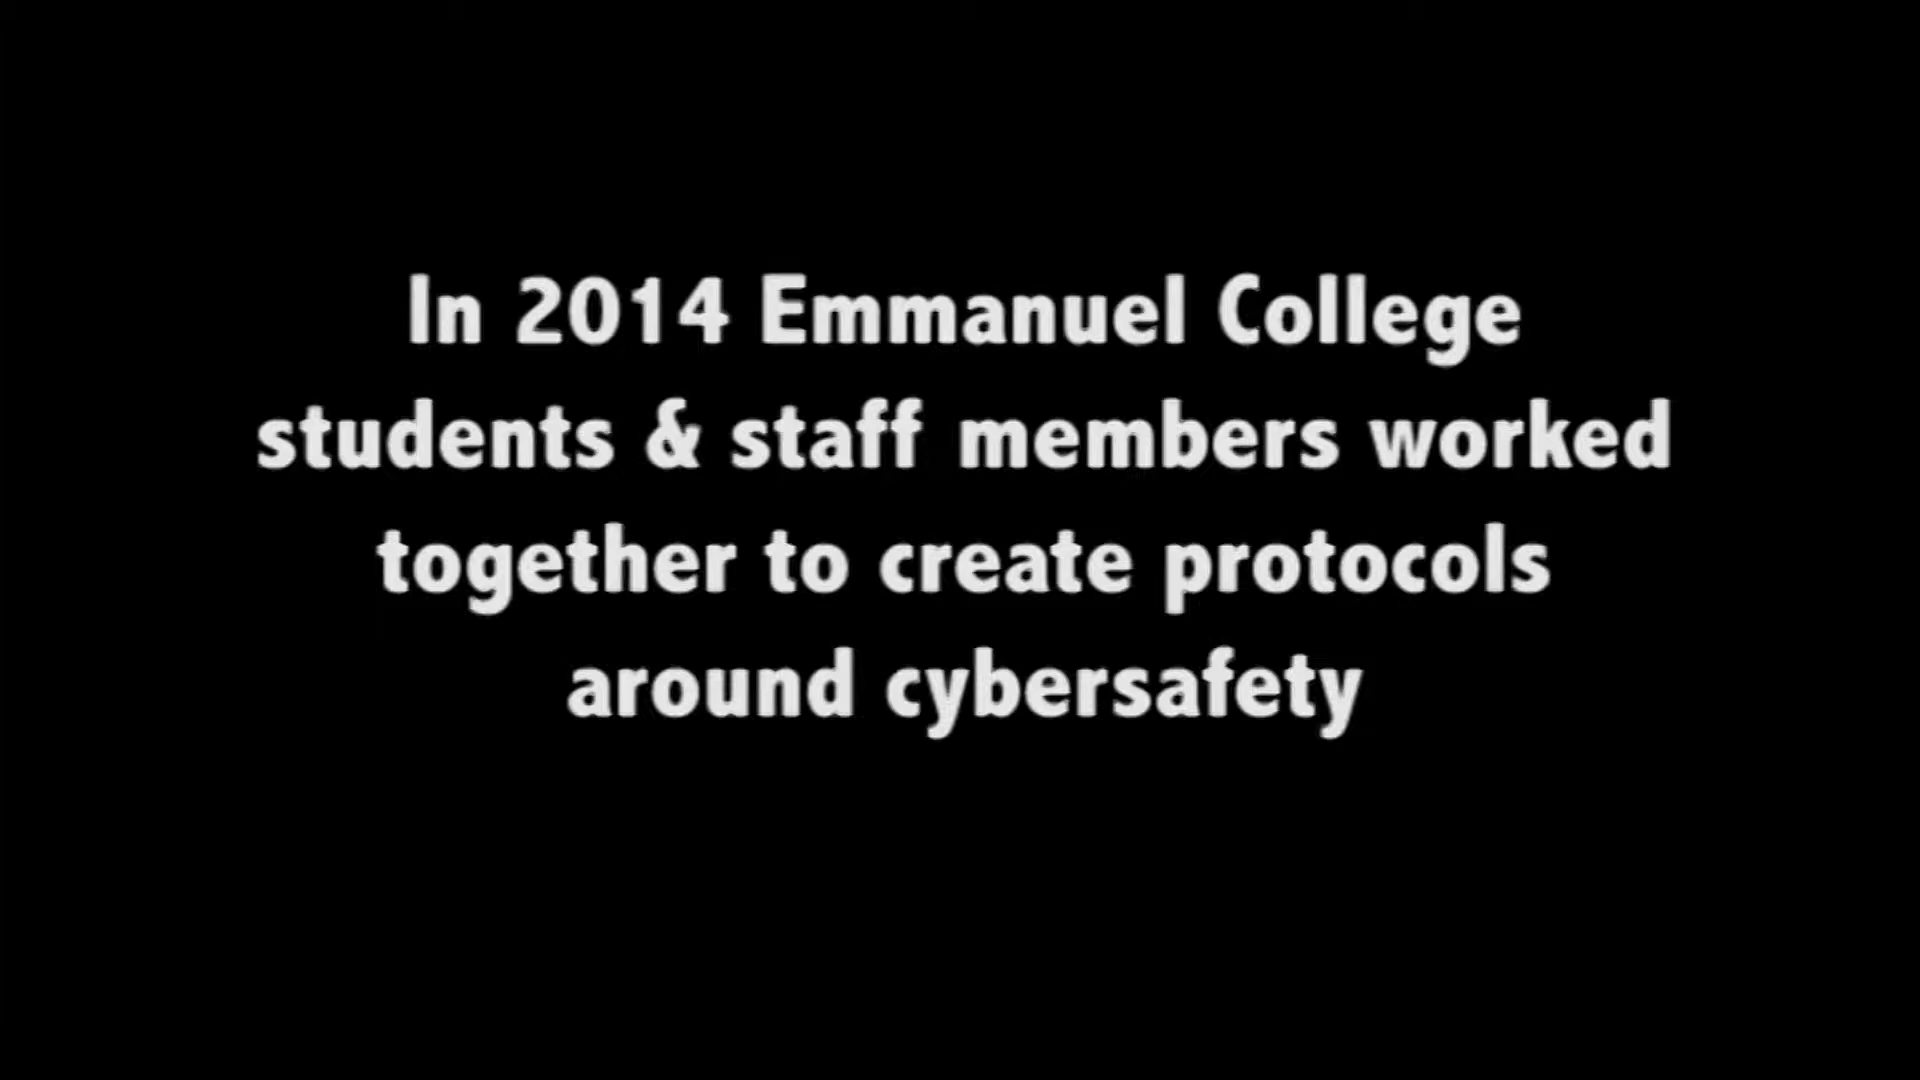 In 2014 Emmanuel College
students & staff members worked
together to create protocols
around cybersafety